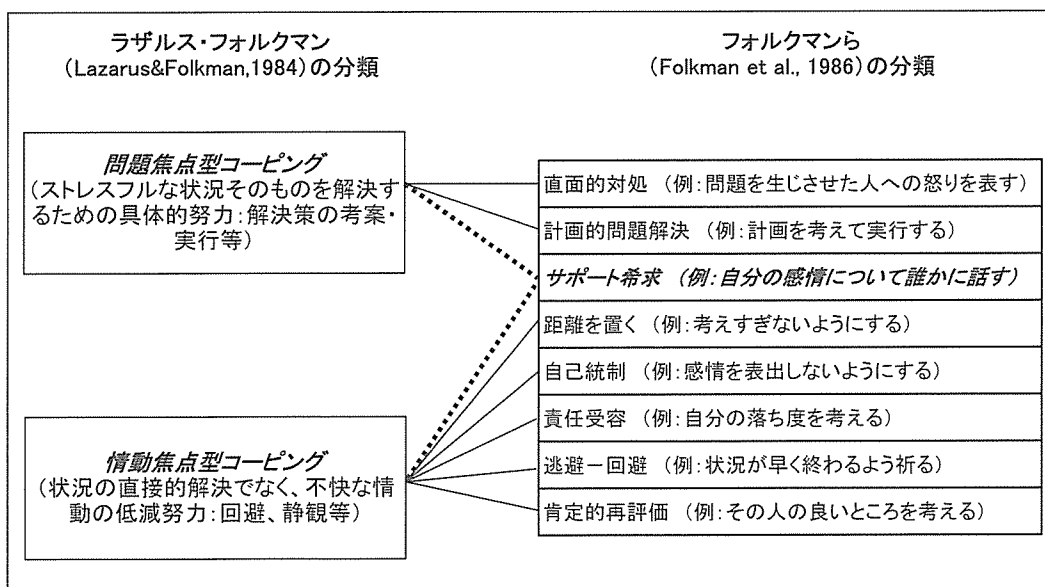 ラザルス・フォルクマン
(Lazarus&Folkman,1984)の分類
フォルクマンら
(Folkman et al., 1986)の分類
問題焦点型コーピング
(ストレスフルな状況そのものを解決す
るための具体的努力:解決策の考案・
実行等)
情動焦点型コーピング
(状況の直接的解決でなく、不快な情
動の低減努力:回避、静観等)
直面的対処 (例:問題を生じさせた人への怒りを表す)
計画的問題解決 (例:計画を考えて実行する)
サポート希求 (例:自分の感情について誰かに話す)
距離を置く (例:考えすぎないようにする)
自己統制 (例:感情を表出しないようにする)
責任受容 (例:自分の落ち度を考える)
逃避−回避 (例:状況が早く終わるよう祈る)
肯定的再評価 (例:その人の良いところを考える)